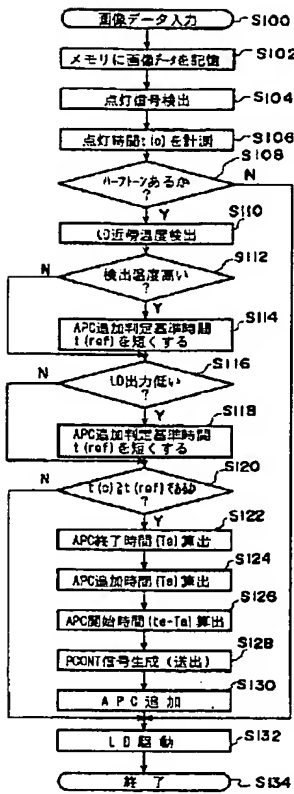 画像データ入力 S100
メモリに画像データを記憶 S102
点灯信号検出 S104
点灯時間t(o)を計測 S106
ハーフトーンあるか? S108
N
Y
LD近傍温度検出 S110
検出温度高い? S112
N
Y
APC追加判定基準時間t(ref)を短くする S114
LD出力低い? S116
N
Y
APC追加判定基準時間t(ref)を短くする S118
t(o)≧t(ref)であるか? S120
N
Y
APC終了時間(Te)算出 S122
APC追加時間(Ta)算出 S124
APC開始時間(te-Ta)算出 S126
PCONT信号生成(送出) S128
APC追加 S130
LD駆動 S132
終了 S134